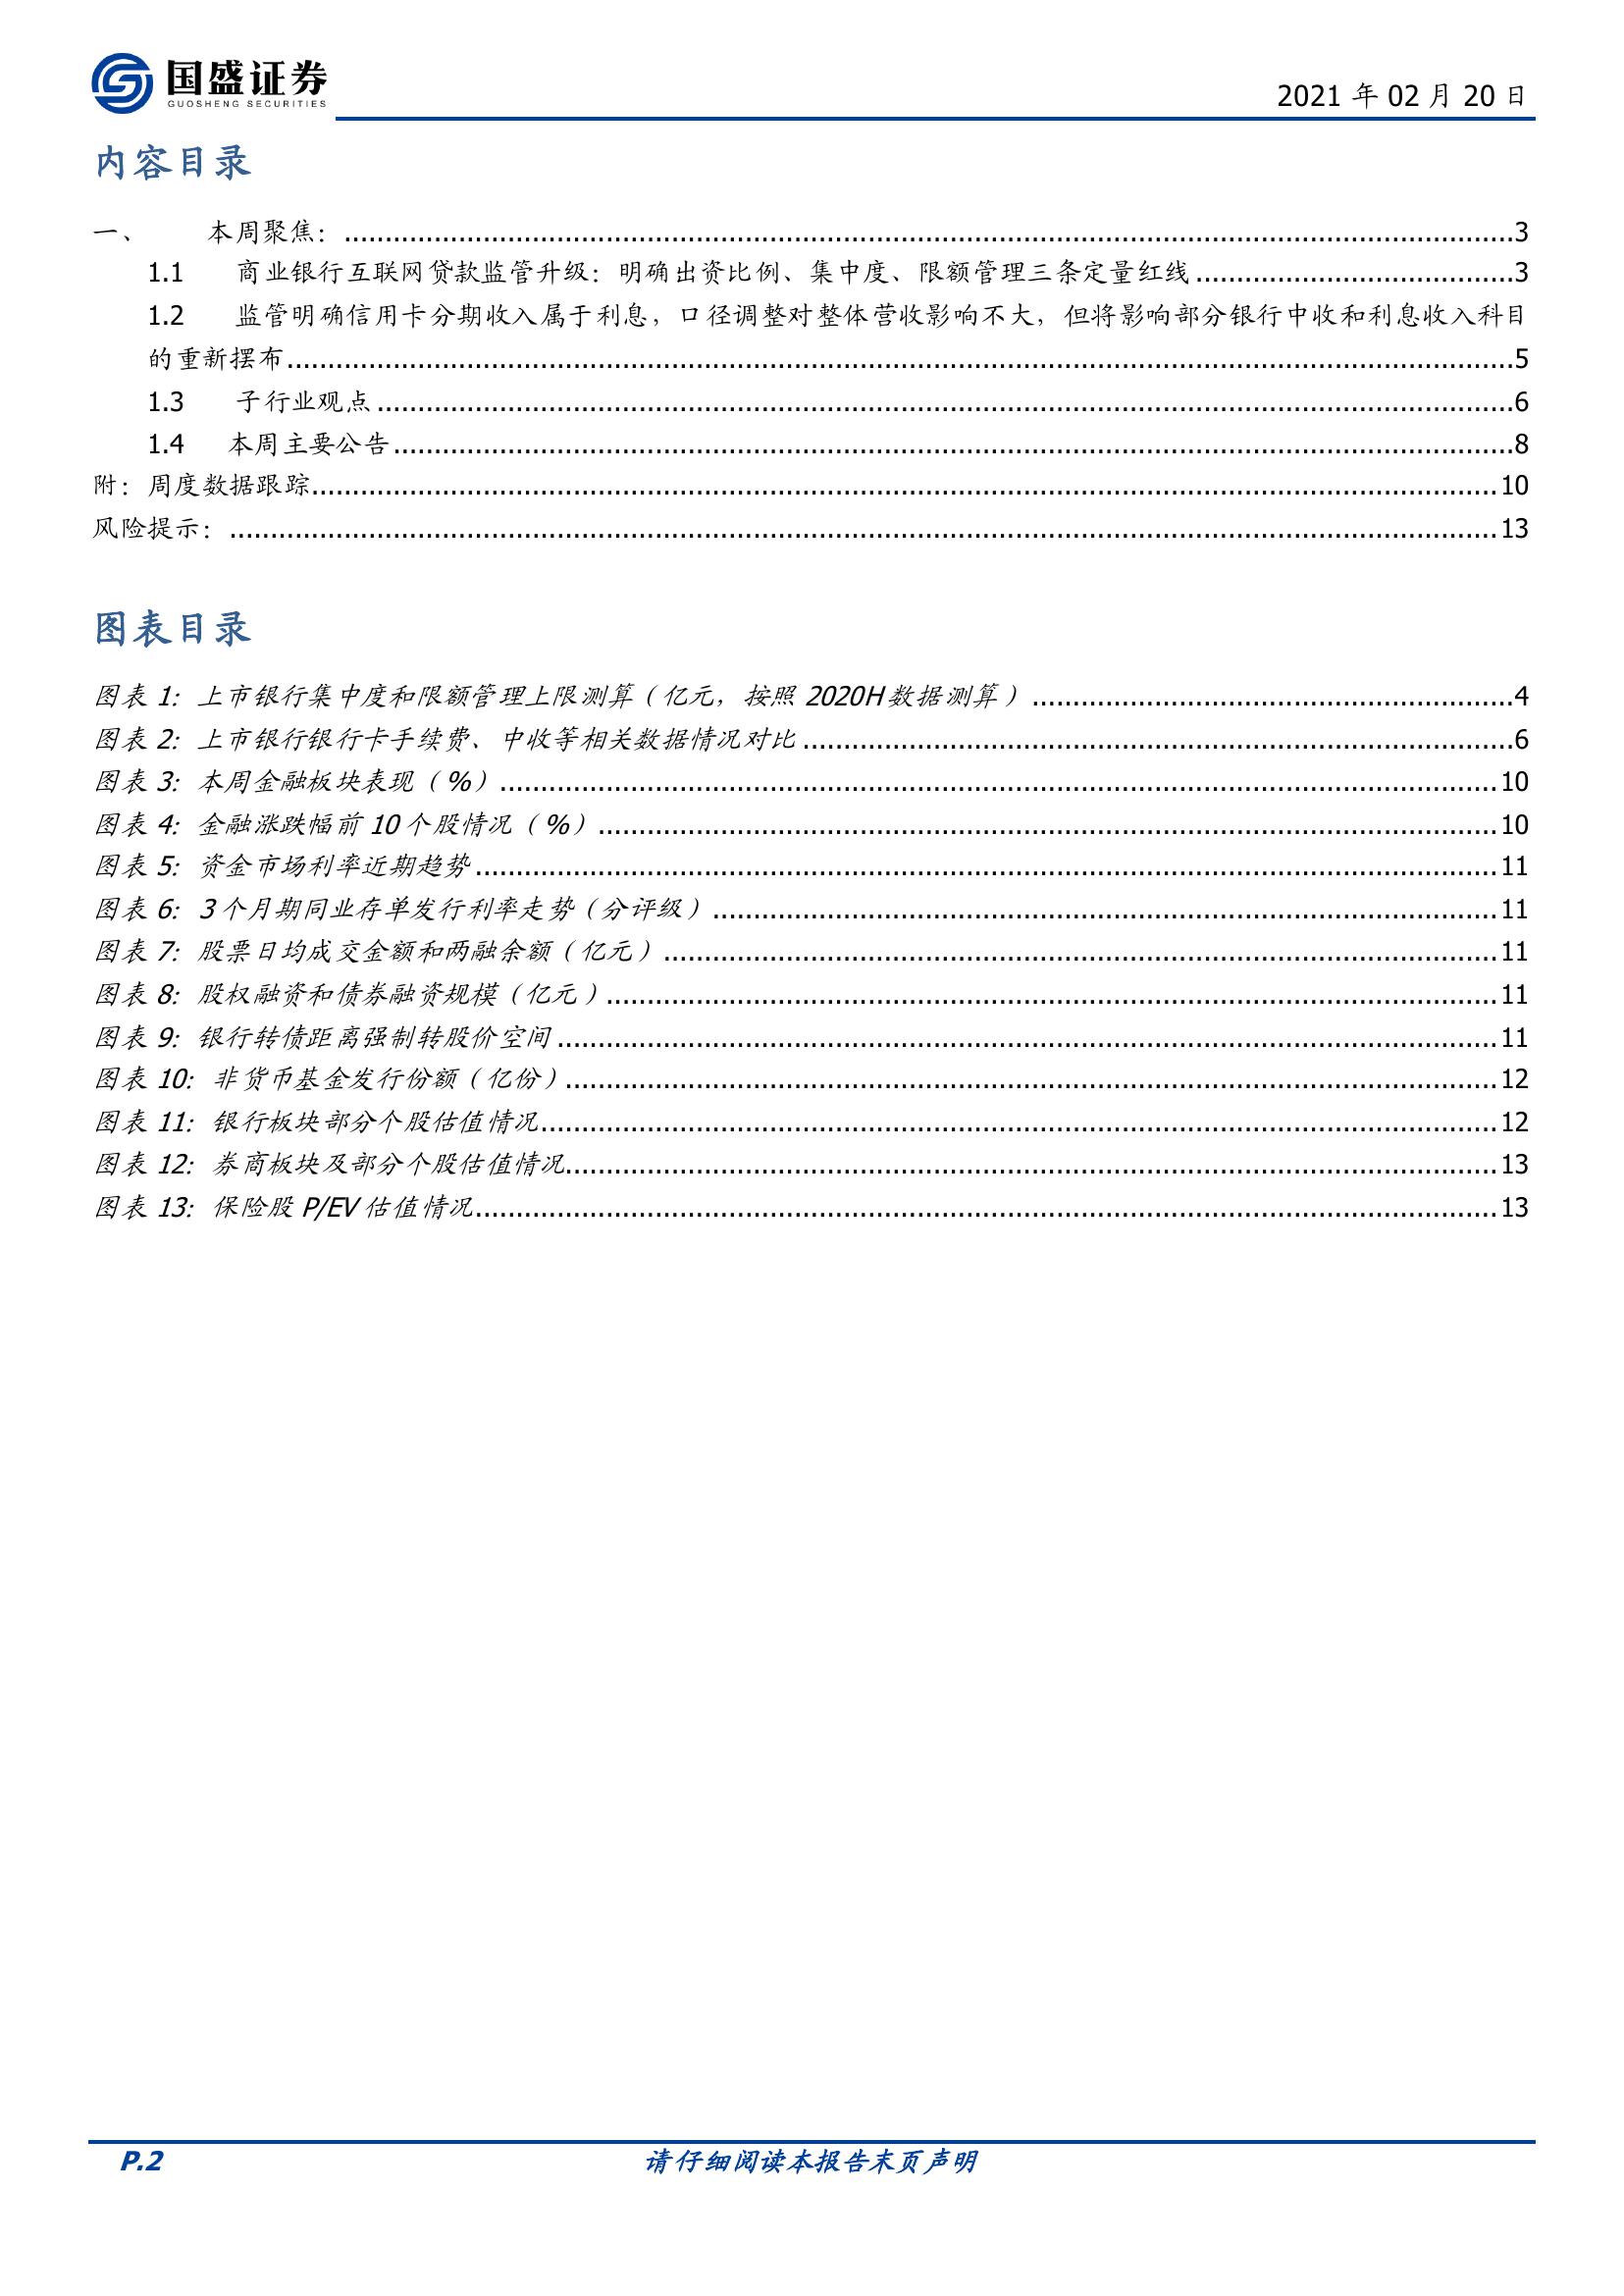 国盛证券
GUOSHENG SECURITIES
2021 年 02 月 20 日
内容目录
一、 本周聚焦：................................3
1.1 商业银行互联网贷款监管升级：明确出资比例、集中度、限额管理三条定量红线................................3
1.2 监管明确信用卡分期收入属于利息，口径调整对整体营收影响不大，但将影响部分银行中收和利息收入科目
的重新摆布................................5
1.3 子行业观点................................6
1.4 本周主要公告................................8
附：周度数据跟踪................................10
风险提示：................................13
图表目录
图表 1：上市银行集中度和限额管理上限测算（亿元，按照 2020H 数据测算）................................4
图表 2：上市银行银行卡手续费、中收等相关数据情况对比................................6
图表 3：本周金融板块表现（%）................................10
图表 4：金融涨跌幅前 10 个股情况（%）................................10
图表 5：资金市场利率近期趋势................................11
图表 6：3 个月期同业存单发行利率走势（分评级）................................11
图表 7：股票日均成交金额和两融余额（亿元）................................11
图表 8：股权融资和债券融资规模（亿元）................................11
图表 9：银行转债距离强制转股价空间................................11
图表 10：非货币基金发行份额（亿份）................................12
图表 11：银行板块部分个股估值情况................................12
图表 12：券商板块及部分个股估值情况................................13
图表 13：保险股 P/EV 估值情况................................13
P.2
请仔细阅读本报告末页声明